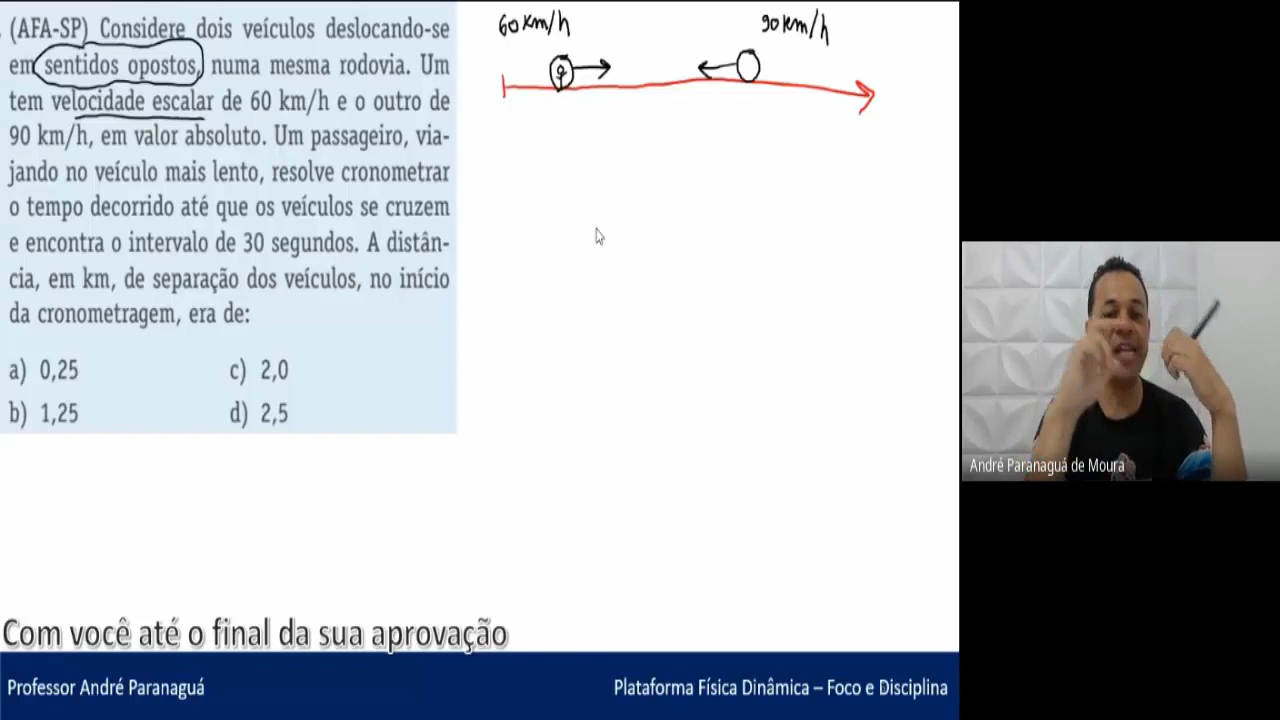 (AFA-SP) Considere dois veículos deslocando-se
em sentidos opostos, numa mesma rodovia. Um
tem velocidade escalar de 60 km/h e o outro de
90 km/h, em valor absoluto. Um passageiro, via-
jando no veículo mais lento, resolve cronometrar
o tempo decorrido até que os veículos se cruzem
e encontra o intervalo de 30 segundos. A distân-
cia, em km, de separação dos veículos, no início
da cronometragem, era de:
a) 0,25 c) 2,0
b) 1,25 d) 2,5
60km/h 90km/h
André Paranaguá de Moura
Com você até o final da sua aprovação
Professor André Paranaguá Plataforma Física Dinâmica – Foco e Disciplina